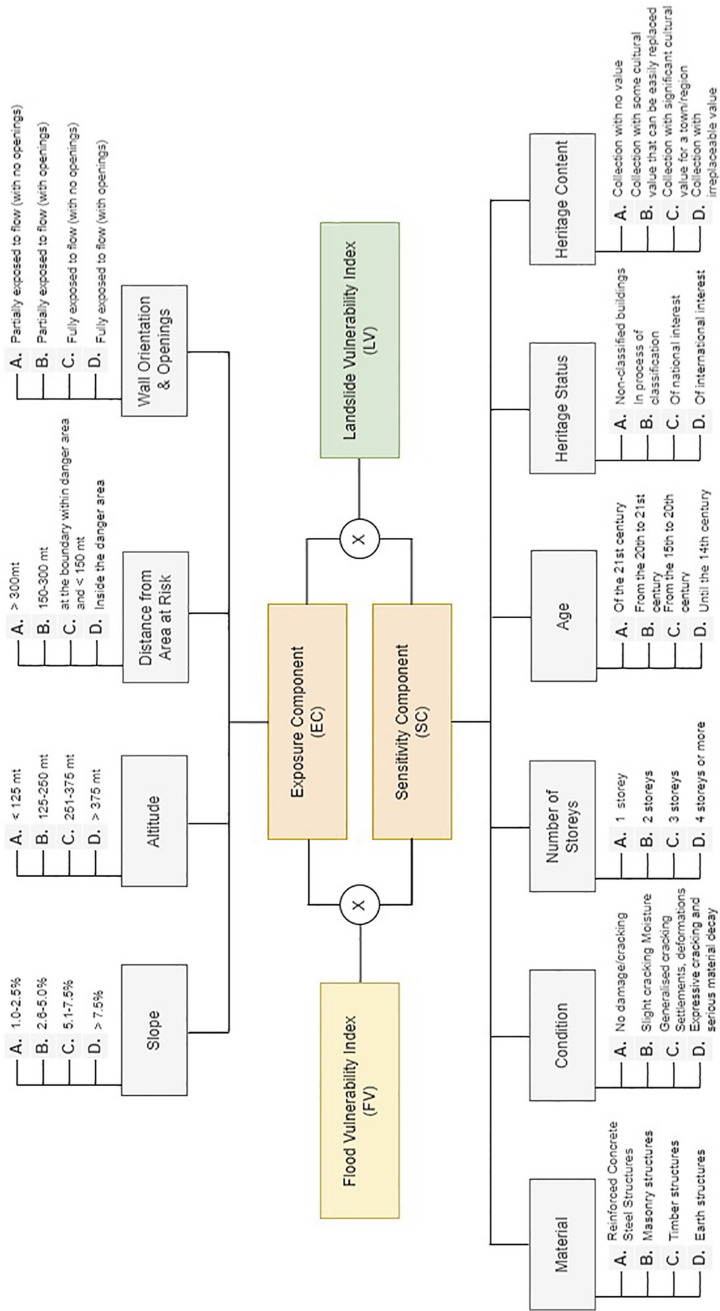 A. 1.0-2.5%
B. 2.6-5.0%
C. 5.1-7.5%
D. > 7.5%
Slope
A. < 125 mt
B. 125-250 mt
C. 251-375 mt
D. > 375 mt
Altitude
A. > 300mt
B. 150-300 mt
C. at the boundary within danger area
and < 150 mt
D. Inside the danger area
Distance from
Area at Risk
A. Partially exposed to flow (with no openings)
B. Partially exposed to flow (with openings)
C. Fully exposed to flow (with no openings)
D. Fully exposed to flow (with openings)
Wall Orientation
& Openings
Flood Vulnerability Index
(FV)
X
Exposure Component
(EC)
Sensitivity Component
(SC)
X
Landslide Vulnerability Index
(LV)
Material
A. Reinforced Concrete
Steel Structures
B. Masonry structures
C. Timber structures
D. Earth structures
Condition
A. No damage/cracking
B. Slight cracking Moisture
C. Generalised cracking
Settlements, deformations
D. Expressive cracking and
serious material decay
Number of
Storeys
A. 1 storey
B. 2 storeys
C. 3 storeys
D. 4 storeys or more
Age
A. Of the 21st century
B. From the 20th to 21st
century
C. From the 15th to 20th
century
D. Until the 14th century
Heritage Status
A. Non-classified buildings
B. In process of
classification
C. Of national interest
D. Of international interest
Heritage Content
A. Collection with no value
B. Collection with some cultural
value that can be easily replaced
C. Collection with significant cultural
value for a town/region
D. Collection with
irreplaceable value